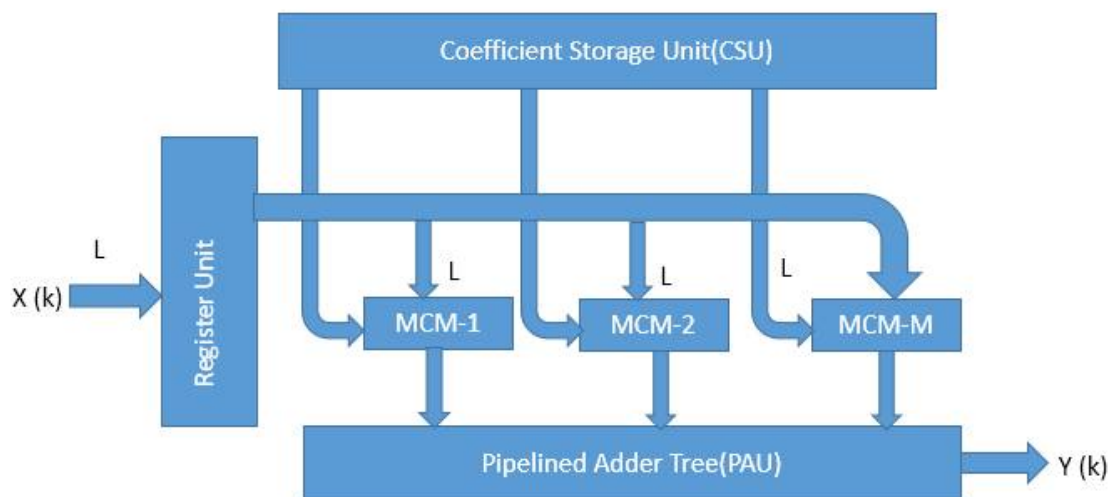 Coefficient Storage Unit(CSU)
Register Unit
L
X (k)
L
L
L
MCM-1
MCM-2
MCM-M
Pipelined Adder Tree(PAU)
Y (k)